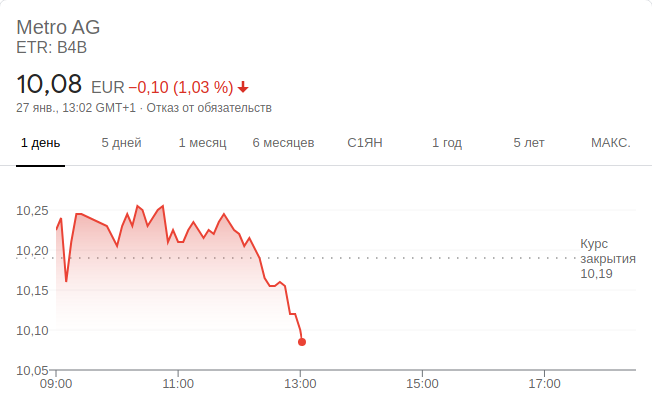 Metro AG
ETR: B4B
10,08 EUR −0,10 (1,03 %)
27 янв., 13:02 GMT+1 · Отказ от обязательств
1 день 5 дней 1 месяц 6 месяцев С1ЯН 1 год 5 лет МАКС.
10,25
10,20
10,15
10,10
10,05
Курс
закрытия
10,19
09:00 11:00 13:00 15:00 17:00